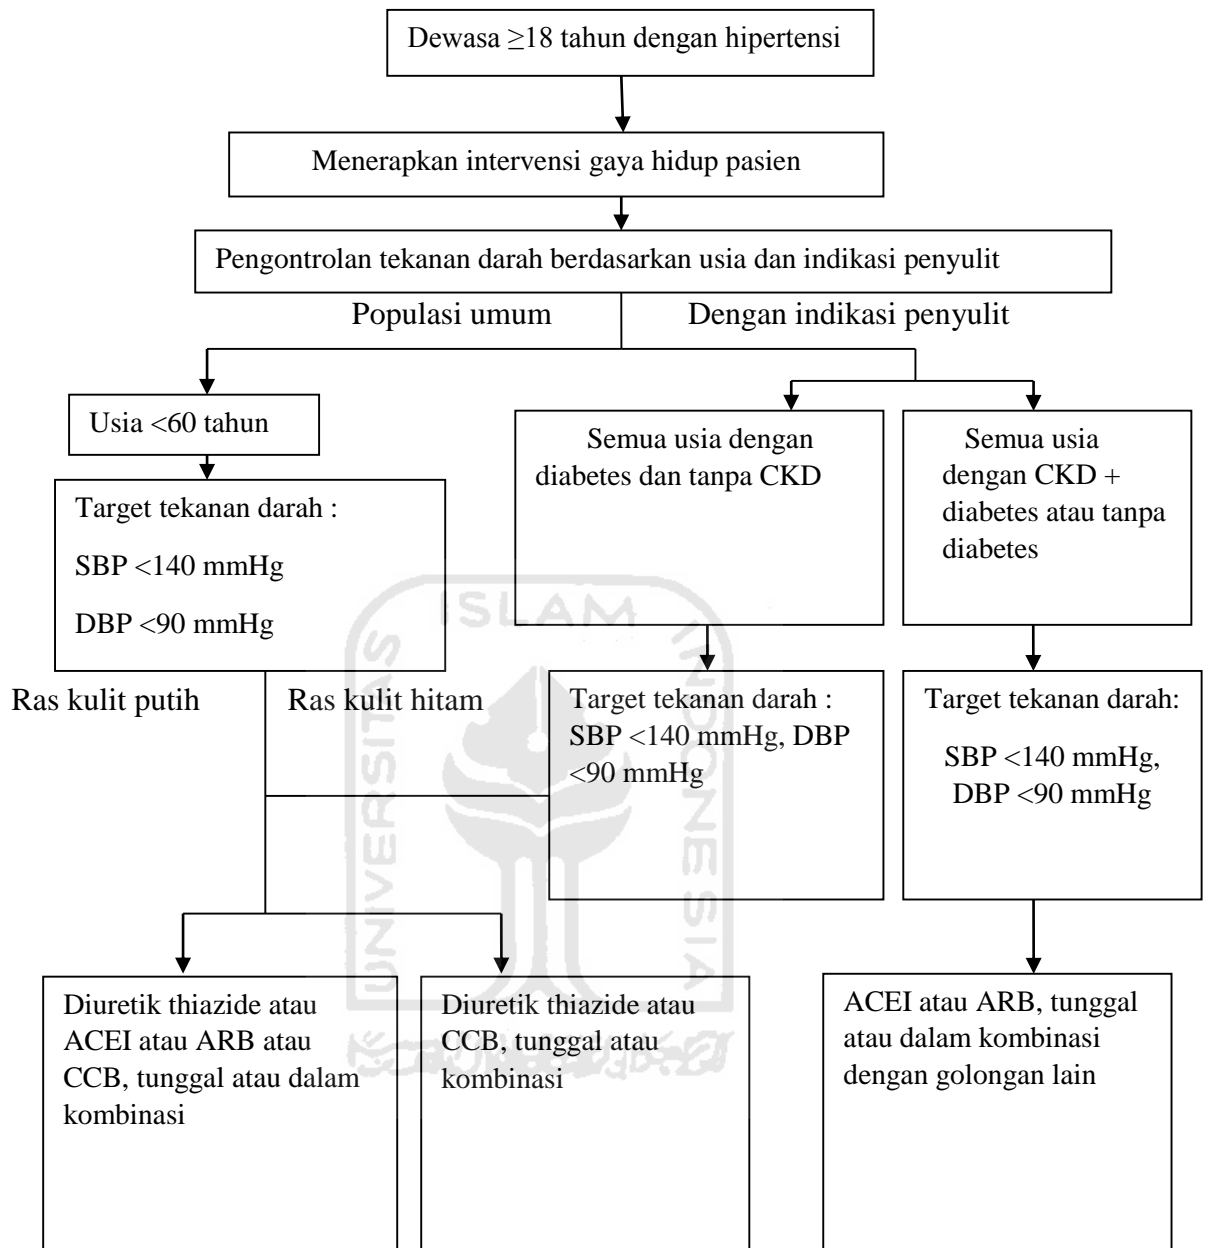 Dewasa ≥18 tahun dengan hipertensi
Menerapkan intervensi gaya hidup pasien
Pengontrolan tekanan darah berdasarkan usia dan indikasi penyulit
Populasi umum
Dengan indikasi penyulit
Usia <60 tahun
Semua usia dengan
diabetes dan tanpa CKD
Semua usia
dengan CKD +
diabetes atau tanpa
diabetes
Target tekanan darah :
SBP <140 mmHg
DBP <90 mmHg
Ras kulit putih
Ras kulit hitam
Target tekanan darah :
SBP <140 mmHg, DBP
<90 mmHg
Target tekanan darah:
SBP <140 mmHg,
DBP <90 mmHg
Diuretik thiazide atau
ACEI atau ARB atau
CCB, tunggal atau dalam
kombinasi
Diuretik thiazide atau
CCB, tunggal atau
kombinasi
ACEI atau ARB, tunggal
atau dalam kombinasi
dengan golongan lain
UNIVERSITAS
ISLAM
INDONESIA